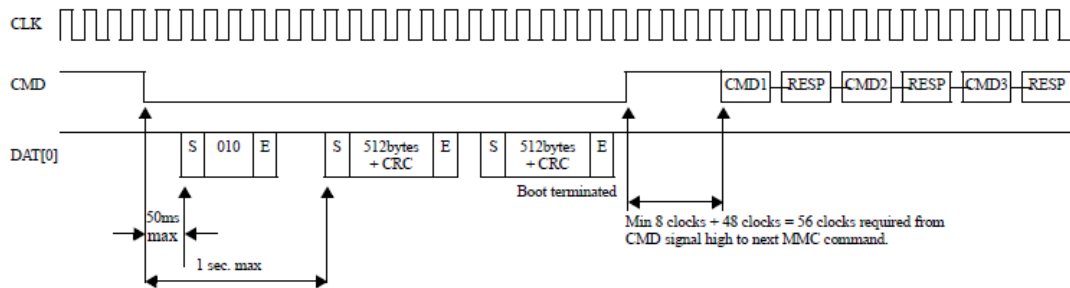 CLK
CMD
CMD1 RESP CMD2 RESP CMD3 RESP
DAT[0]
S 010 E S 512bytes + CRC E S 512bytes + CRC E
Boot terminated
50ms
max
Min 8 clocks + 48 clocks = 56 clocks required from
CMD signal high to next MMC command.
1 sec. max